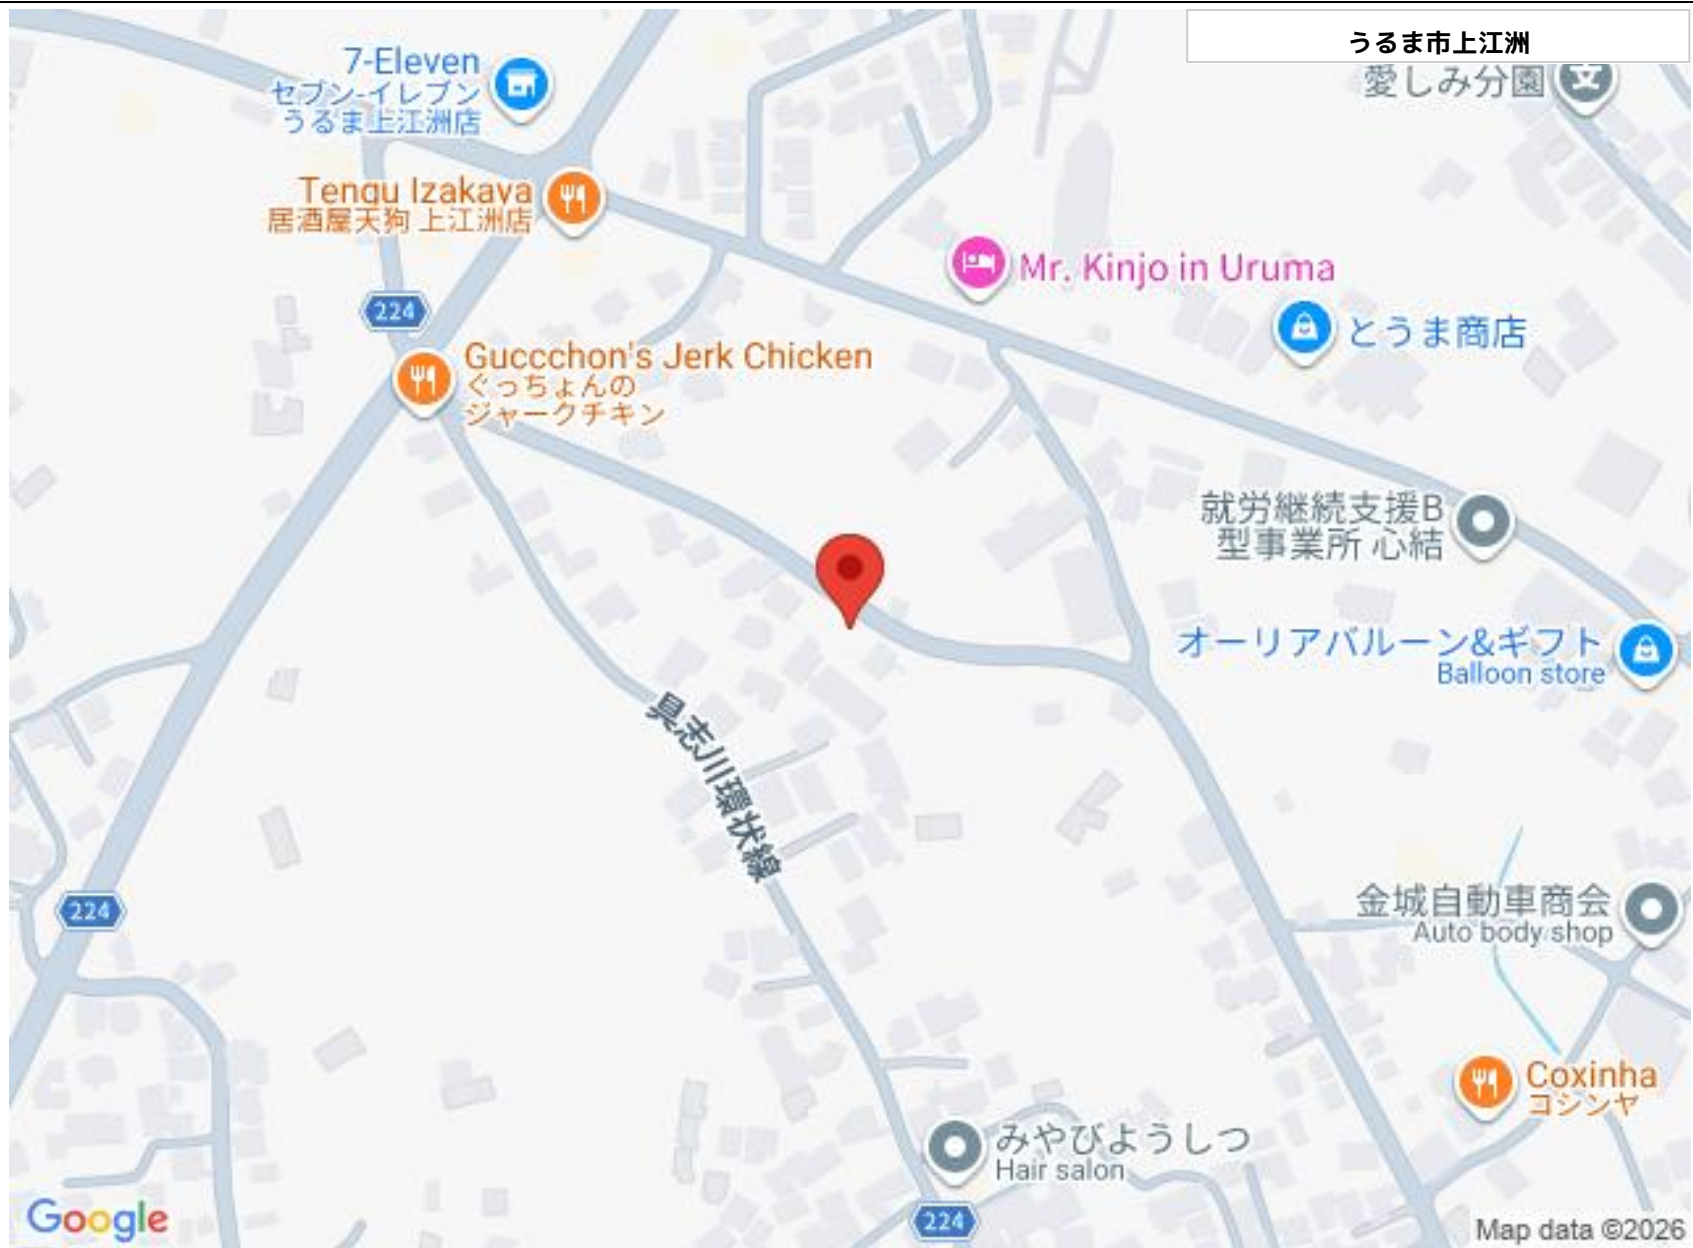 うるま市上江洲
7-Eleven
セブン-イレブン
うるま上江洲店
愛しみ分園
Tengu Izakaya
居酒屋天狗 上江洲店
Mr. Kinjo in Uruma
224
とうま商店
Guccchon's Jerk Chicken
ぐっちょんの
ジャークチキン
就労継続支援B
型事業所 心結
オーリアバルーン&ギフト
Balloon store
具志川環状線
224
金城自動車商会
Auto body shop
Coxinha
コシンヤ
みやびようしつ
Hair salon
224
Google
Map data ©2026